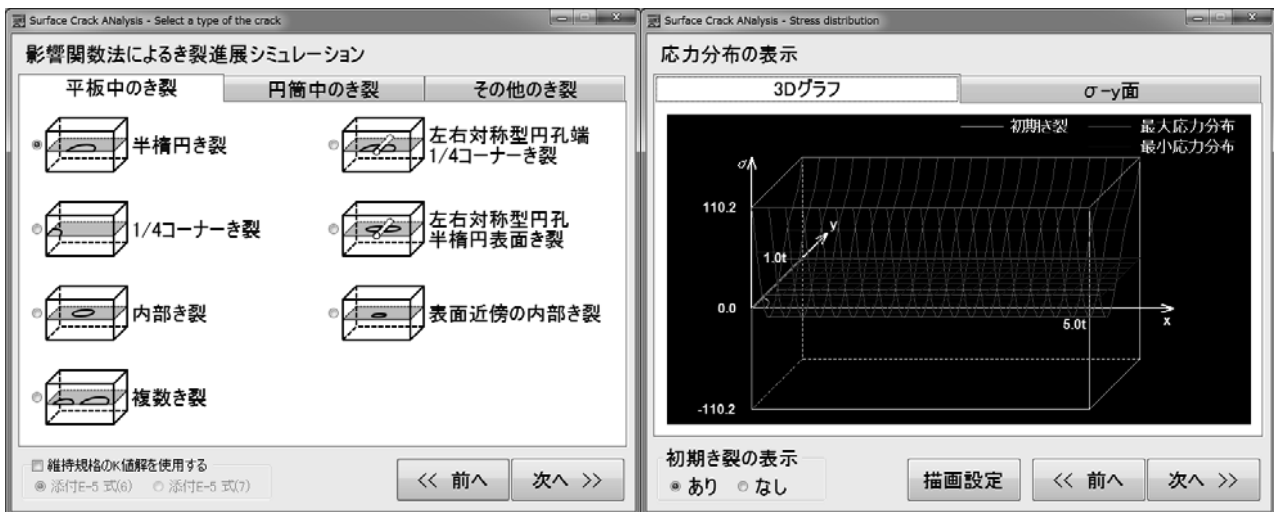 Surface Crack ANalysis - Select a type of the crack
影響関数法によるき裂進展シミュレーション
平板中のき裂
円筒中のき裂
その他のき裂
半楕円き裂
左右対称型円孔端
1/4コーナーき裂
1/4コーナーき裂
左右対称型円孔
半楕円表面き裂
内部き裂
表面近傍の内部き裂
複数き裂
維持規格のK値解を使用する
添付E-5 式(6)
添付E-5 式(7)
<< 前へ
次へ >>
Surface Crack ANalysis - Stress distribution
応力分布の表示
3Dグラフ
σ-y面
初期き裂
最大応力分布
最小応力分布
σ
110.2
y
1.0t
0.0
5.0t
x
-110.2
初期き裂の表示
あり
なし
描画設定
<< 前へ
次へ >>